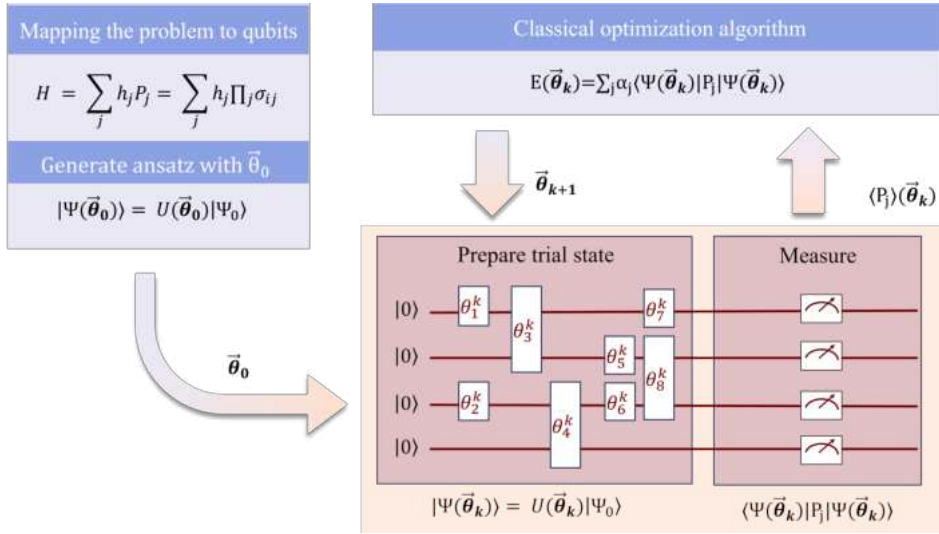 Mapping the problem to qubits
H = ∑_j h_j P_j = ∑_j h_j ∏_j σ_{ij}
Generate ansatz with θ⃗_0
|Ψ(θ⃗_0)⟩ = U(θ⃗_0)|Ψ_0⟩
θ⃗_0
Classical optimization algorithm
E(θ⃗_k)=∑_j α_j⟨Ψ(θ⃗_k)|P_j|Ψ(θ⃗_k)⟩
θ⃗_{k+1}
⟨P_j⟩(θ⃗_k)
Prepare trial state
Measure
|0⟩ θ_1^k θ_3^k θ_7^k
|0⟩ θ_5^k θ_8^k
|0⟩ θ_2^k θ_4^k θ_6^k
|0⟩
|Ψ(θ⃗_k)⟩ = U(θ⃗_k)|Ψ_0⟩
⟨Ψ(θ⃗_k)|P_j|Ψ(θ⃗_k)⟩